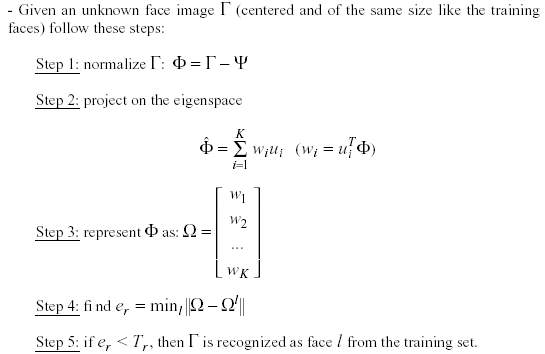 - Given an unknown face image Γ (centered and of the same size like the training
faces) follow these steps:
Step 1: normalize Γ: Φ = Γ − Ψ
Step 2: project on the eigenspace
Φ̂ = ∑_{i=1}^{K} w_i u_i (w_i = u_i^T Φ)
Step 3: represent Φ as: Ω = [w_1 w_2 ... w_K]
Step 4: find e_r = min_l ||Ω − Ω^l||
Step 5: if e_r < T_r, then Γ is recognized as face l from the training set.